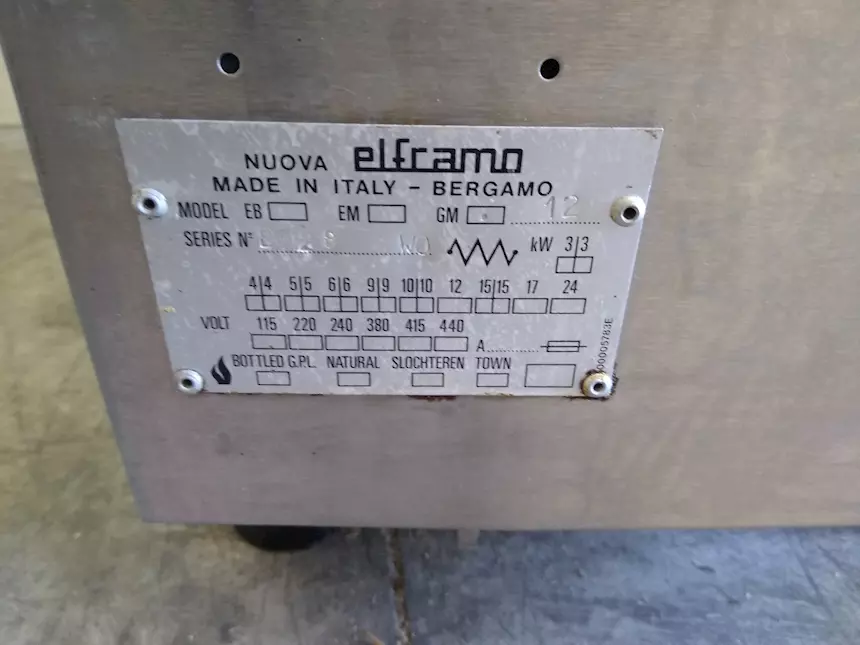 NUOVA elframo
MADE IN ITALY - BERGAMO
MODEL EB EM GM 12
SERIES N° kW 3|3
4|4 5|5 6|6 9|9 10|10 12 15|15 17 24
VOLT 115 220 240 380 415 440 A
BOTTLED G.P.L. NATURAL SLOCHTEREN TOWN
00005783E